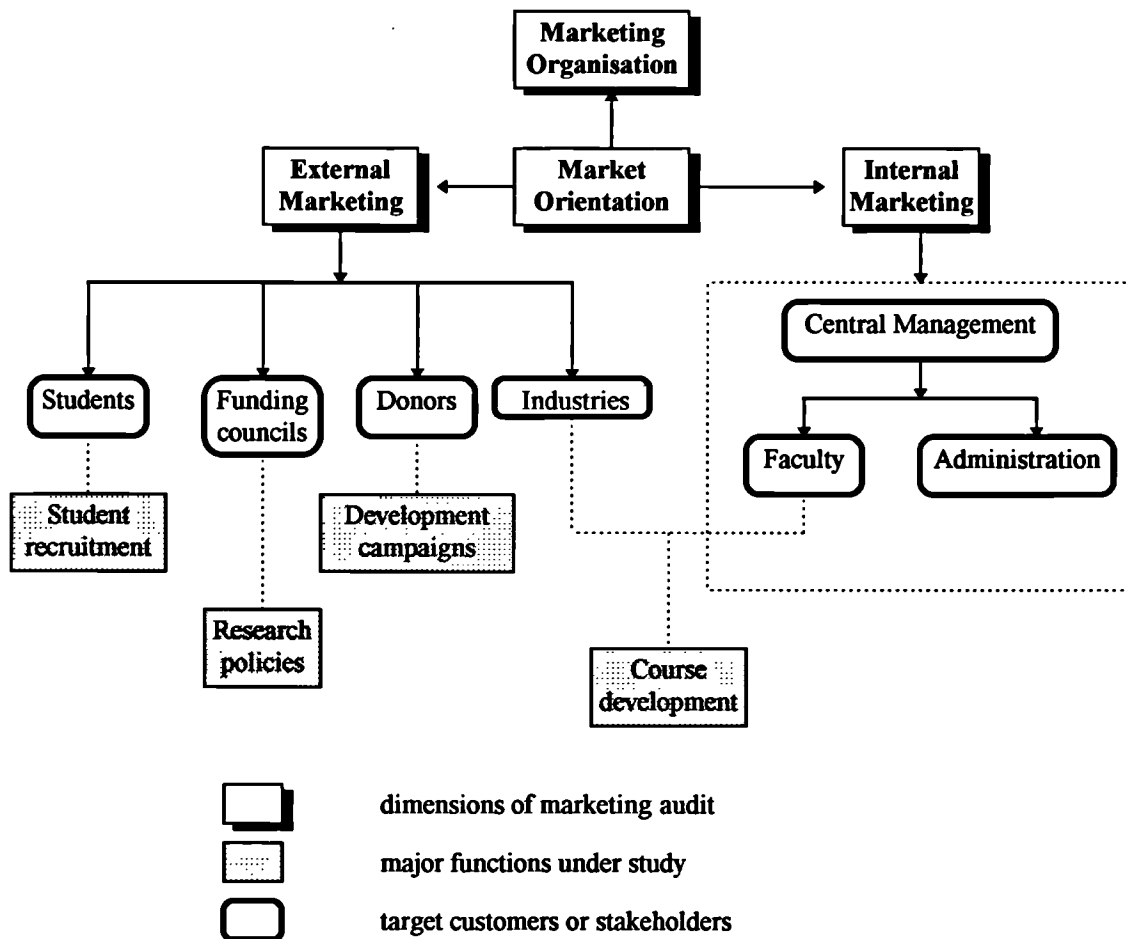 Marketing
Organisation
External
Marketing
Market
Orientation
Internal
Marketing
Central Management
Students
Funding
councils
Donors
Industries
Faculty
Administration
Student
recruitment
Development
campaigns
Research
policies
Course
development
dimensions of marketing audit
major functions under study
target customers or stakeholders